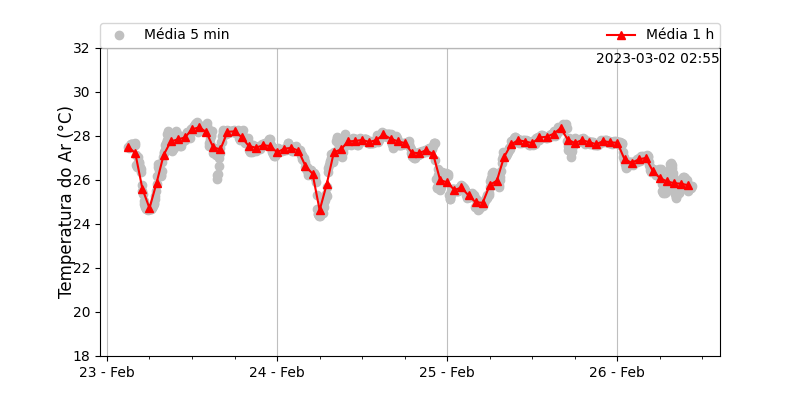 Média 5 min
Média 1 h
2023-03-02 02:55
Temperatura do Ar (°C)
32
30
28
26
24
22
20
18
23 - Feb
24 - Feb
25 - Feb
26 - Feb